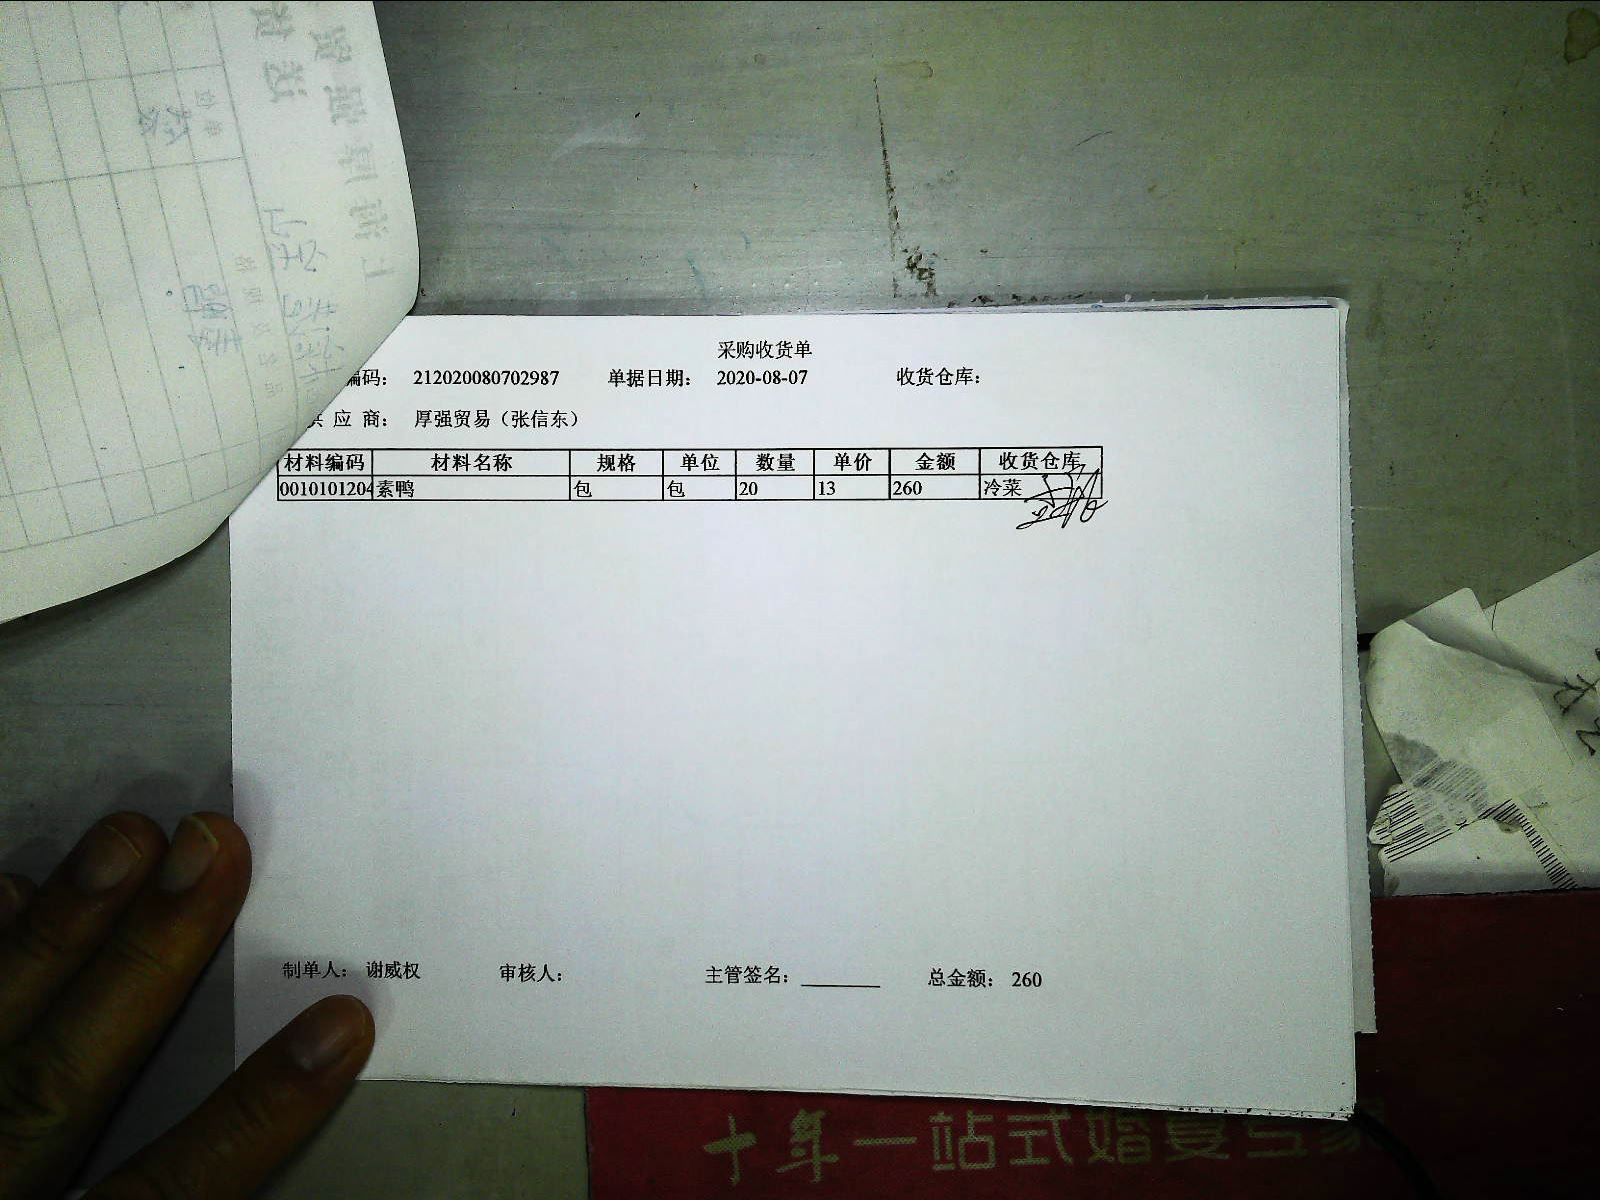 采购收货单
编码： 212020080702987 单据日期： 2020-08-07 收货仓库：
供 应 商： 厚强贸易（张信东）
材料编码 材料名称 规格 单位 数量 单价 金额 收货仓库
0010101204 素鸭 包 包 20 13 260 冷菜
制单人： 谢威权 审核人： 主管签名： 总金额： 260
十年一站式婚宴专家